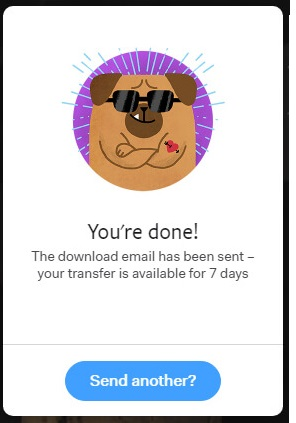 You're done!
The download email has been sent –
your transfer is available for 7 days
Send another?